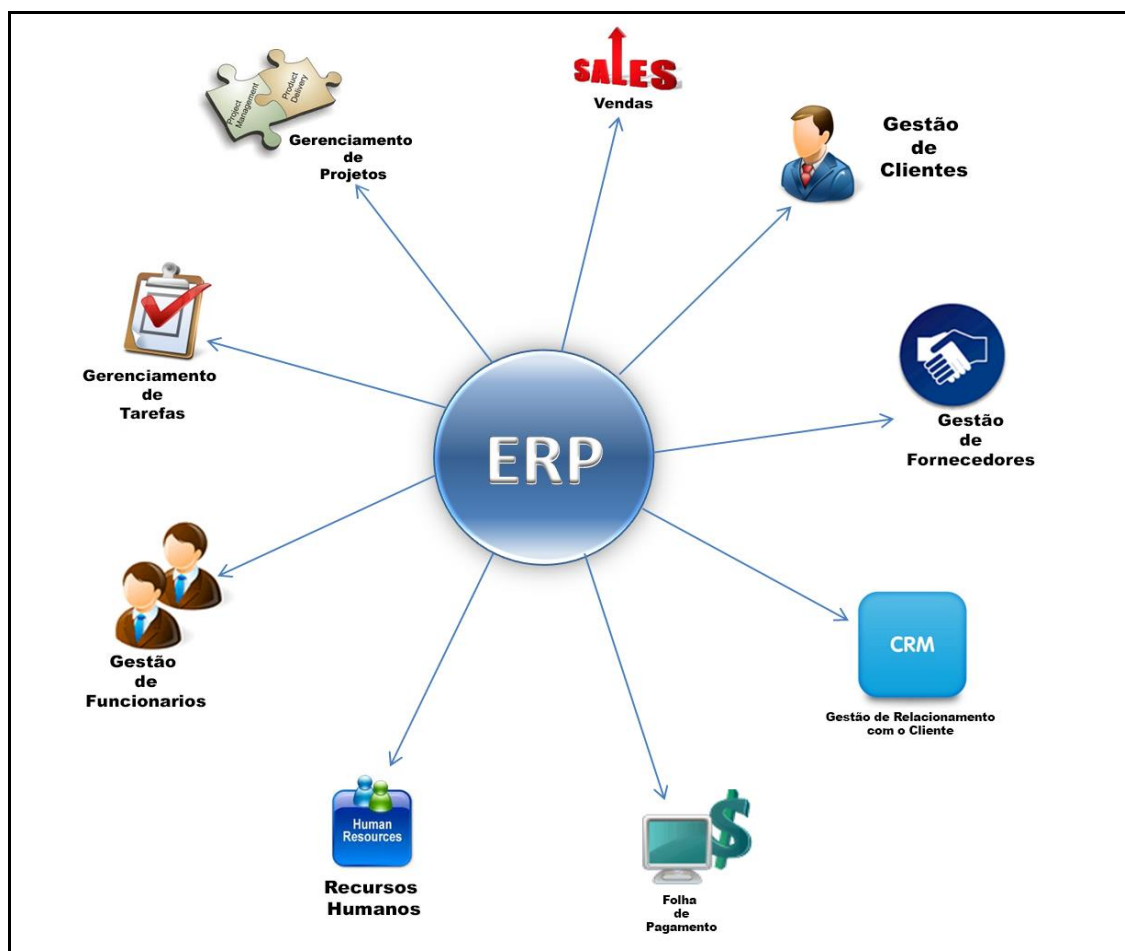 Project
Management
Product
Delivery
Gerenciamento
de
Projetos
SALES
Vendas
Gestão
de
Clientes
Gerenciamento
de
Tarefas
ERP
Gestão
de
Fornecedores
Gestão
de
Funcionarios
CRM
Gestão de Relacionamento
com o Cliente
Human
Resources
Recursos
Humanos
$
Folha
de
Pagamento